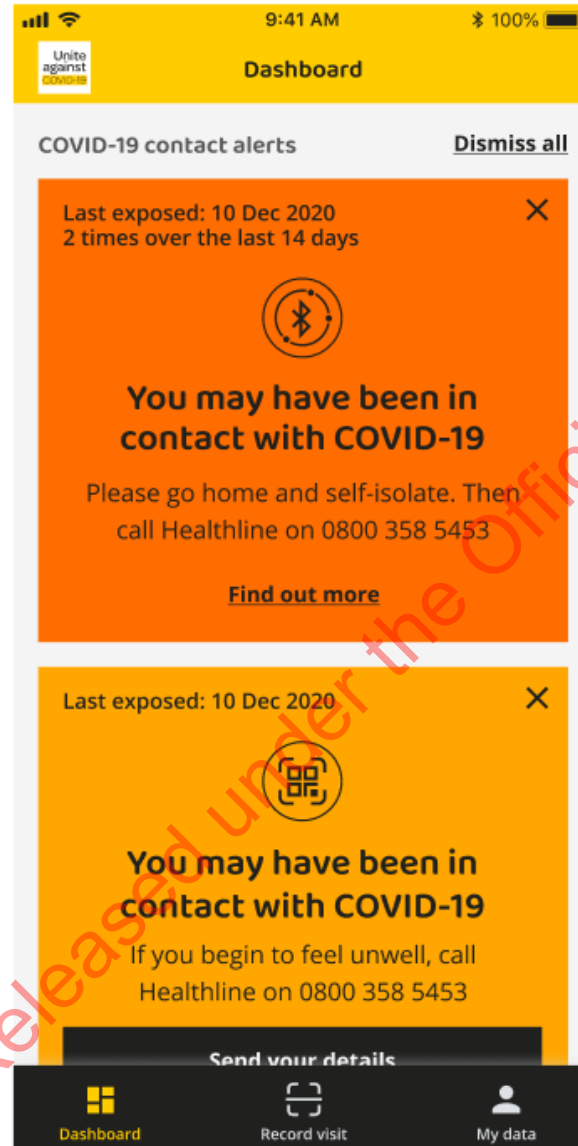 9:41 AM
100%
Unite
against
COVID-19
Dashboard
COVID-19 contact alerts
Dismiss all
Last exposed: 10 Dec 2020
2 times over the last 14 days
You may have been in
contact with COVID-19
Please go home and self-isolate. Then
call Healthline on 0800 358 5453
Find out more
Last exposed: 10 Dec 2020
You may have been in
contact with COVID-19
If you begin to feel unwell, call
Healthline on 0800 358 5453
Send your details
Dashboard
Record visit
My data
Released under the